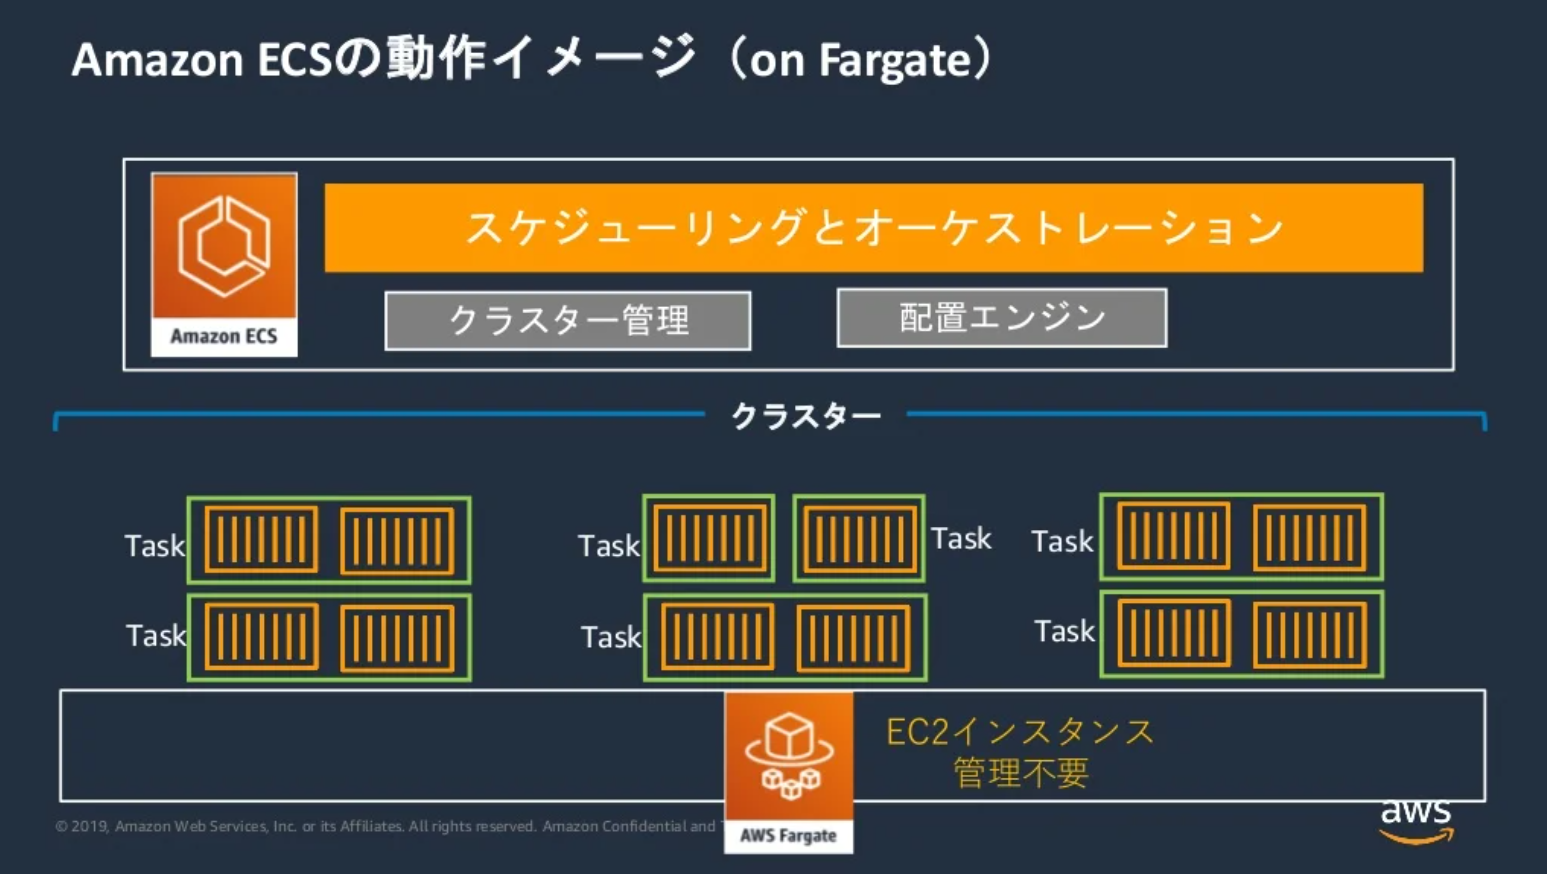 Amazon ECSの動作イメージ（on Fargate）
スケジューリングとオーケストレーション
クラスター管理
配置エンジン
Amazon ECS
クラスター
Task
Task
Task
Task
Task
Task
Task
EC2インスタンス
管理不要
© 2019, Amazon Web Services, Inc. or its Affiliates. All rights reserved. Amazon Confidential and
AWS Fargate
aws